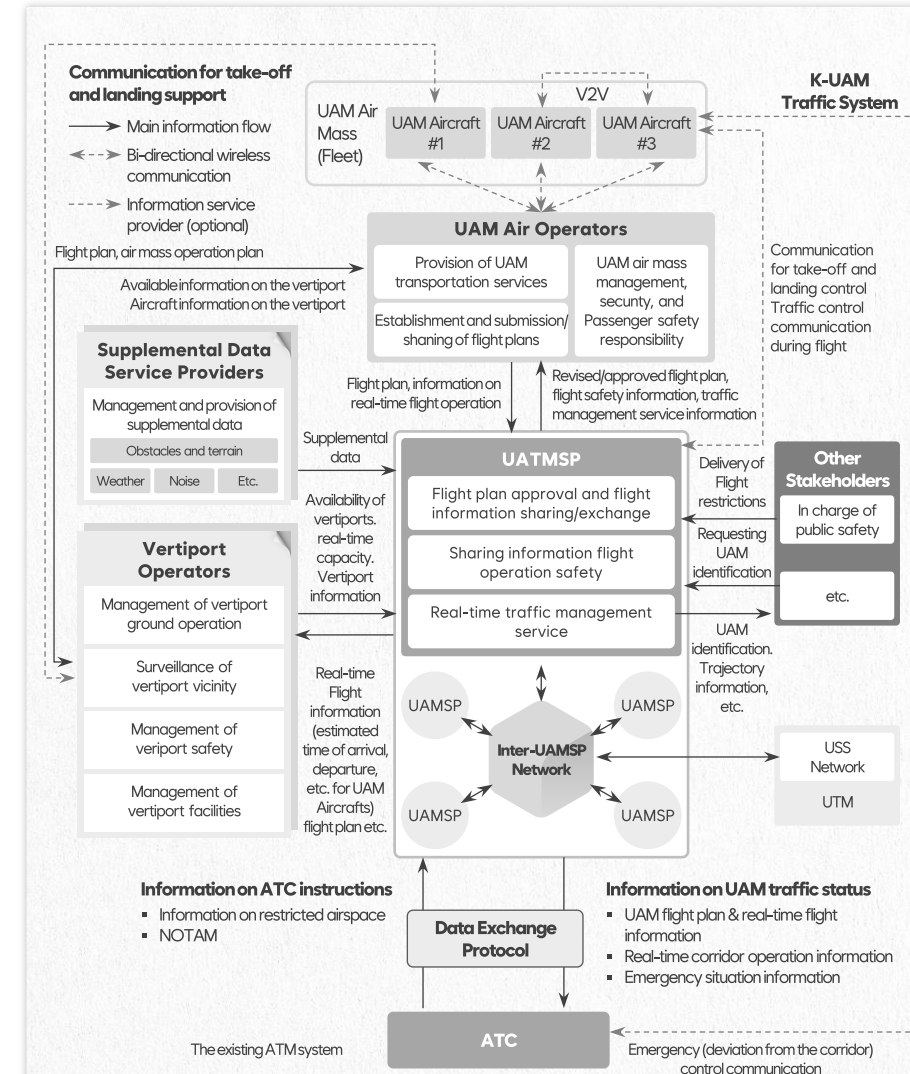 Communication for take-off
and landing support
Main information flow
Bi-directional wireless
communication
Information service
provider (optional)
K-UAM
Traffic System
UAM Air
Mass
(Fleet)
V2V
UAM Aircraft
#1
UAM Aircraft
#2
UAM Aircraft
#3
UAM Air Operators
Provision of UAM
transportation services
Establishment and submission/
shaning of flight plans
UAM air mass
management,
security, and
Passenger safety
responsibility
Flight plan, air mass operation plan
Available information on the vertiport
Aircraft information on the vertiport
Communication
for take-off and
landing control
Traffic control
communication
during flight
Flight plan, information on
real-time flight operation
Revised/approved flight plan,
flight safety information, traffic
management service information
Supplemental Data
Service Providers
Management and provision of
supplemental data
Obstacles and terrain
Weather
Noise
Etc.
Supplemental
data
Availability of
vertiports.
real-time
capacity.
Vertiport
information
UATMSP
Flight plan approval and flight
information sharing/exchange
Sharing information flight
operation safety
Real-time traffic management
service
Delivery of
Flight
restrictions
Requesting
UAM
identification
UAM
identification.
Trajectory
information,
etc.
Other
Stakeholders
In charge of
public safety
etc.
Vertiport
Operators
Management of vertiport
ground operation
Surveillance of
vertiport vicinity
Management of
veriport safety
Management of
vertiport facilities
Real-time
Flight
information
(estimated
time of arrival,
departure,
etc. for UAM
Aircrafts)
flight plan etc.
UAMSP
UAMSP
Inter-UAMSP
Network
UAMSP
UAMSP
USS
Network
UTM
Information on ATC instructions
▪ Information on restricted airspace
▪ NOTAM
Data Exchange
Protocol
Information on UAM traffic status
▪ UAM flight plan & real-time flight
information
▪ Real-time corridor operation information
▪ Emergency situation information
The existing ATM system
ATC
Emergency (deviation from the corridor)
control communication